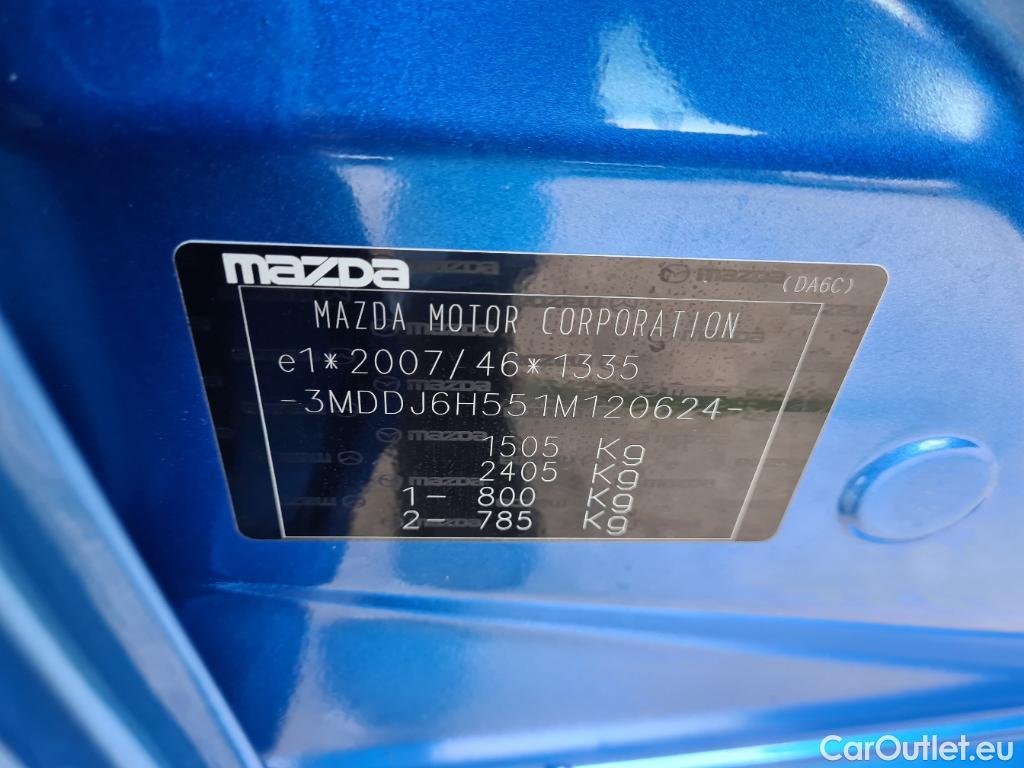 mazda
(DA6C)
MAZDA MOTOR CORPORATION
e1*2007/46*1335
-3MDDJ6H551M120624-
1505 Kg
2405 Kg
1- 800 Kg
2- 785 Kg
CarOutlet.eu